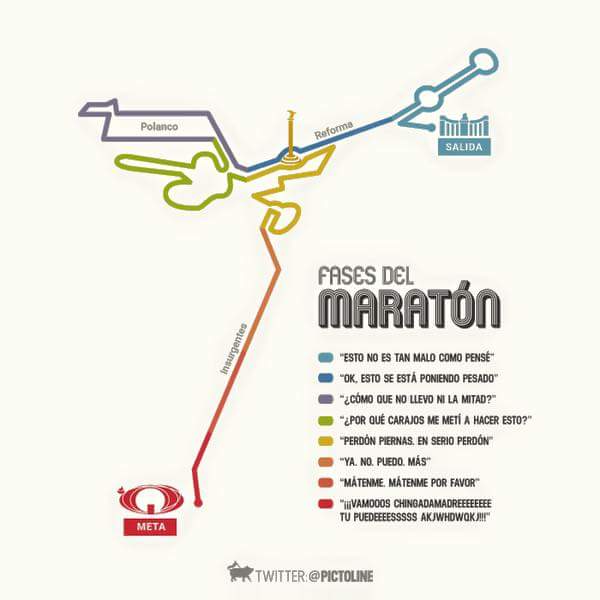 Polanco
Reforma
SALIDA
Insurgentes
FASES DEL
MARATÓN
"ESTO NO ES TAN MALO COMO PENSÉ"
"OK, ESTO SE ESTÁ PONIENDO PESADO"
"¿CÓMO QUE NO LLEVO NI LA MITAD?"
"¿POR QUÉ CARAJOS ME METÍ A HACER ESTO?"
"PERDÓN PIERNAS. EN SERIO PERDÓN"
"YA. NO. PUEDO. MÁS"
"MÁTENME. MÁTENME POR FAVOR"
"¡¡¡VAMOOOS CHINGADAMADREEEEEEEE
TU PUEDEEEESSSSS AKJWHDWQKJ!!!"
META
TWITTER:@PICTOLINE